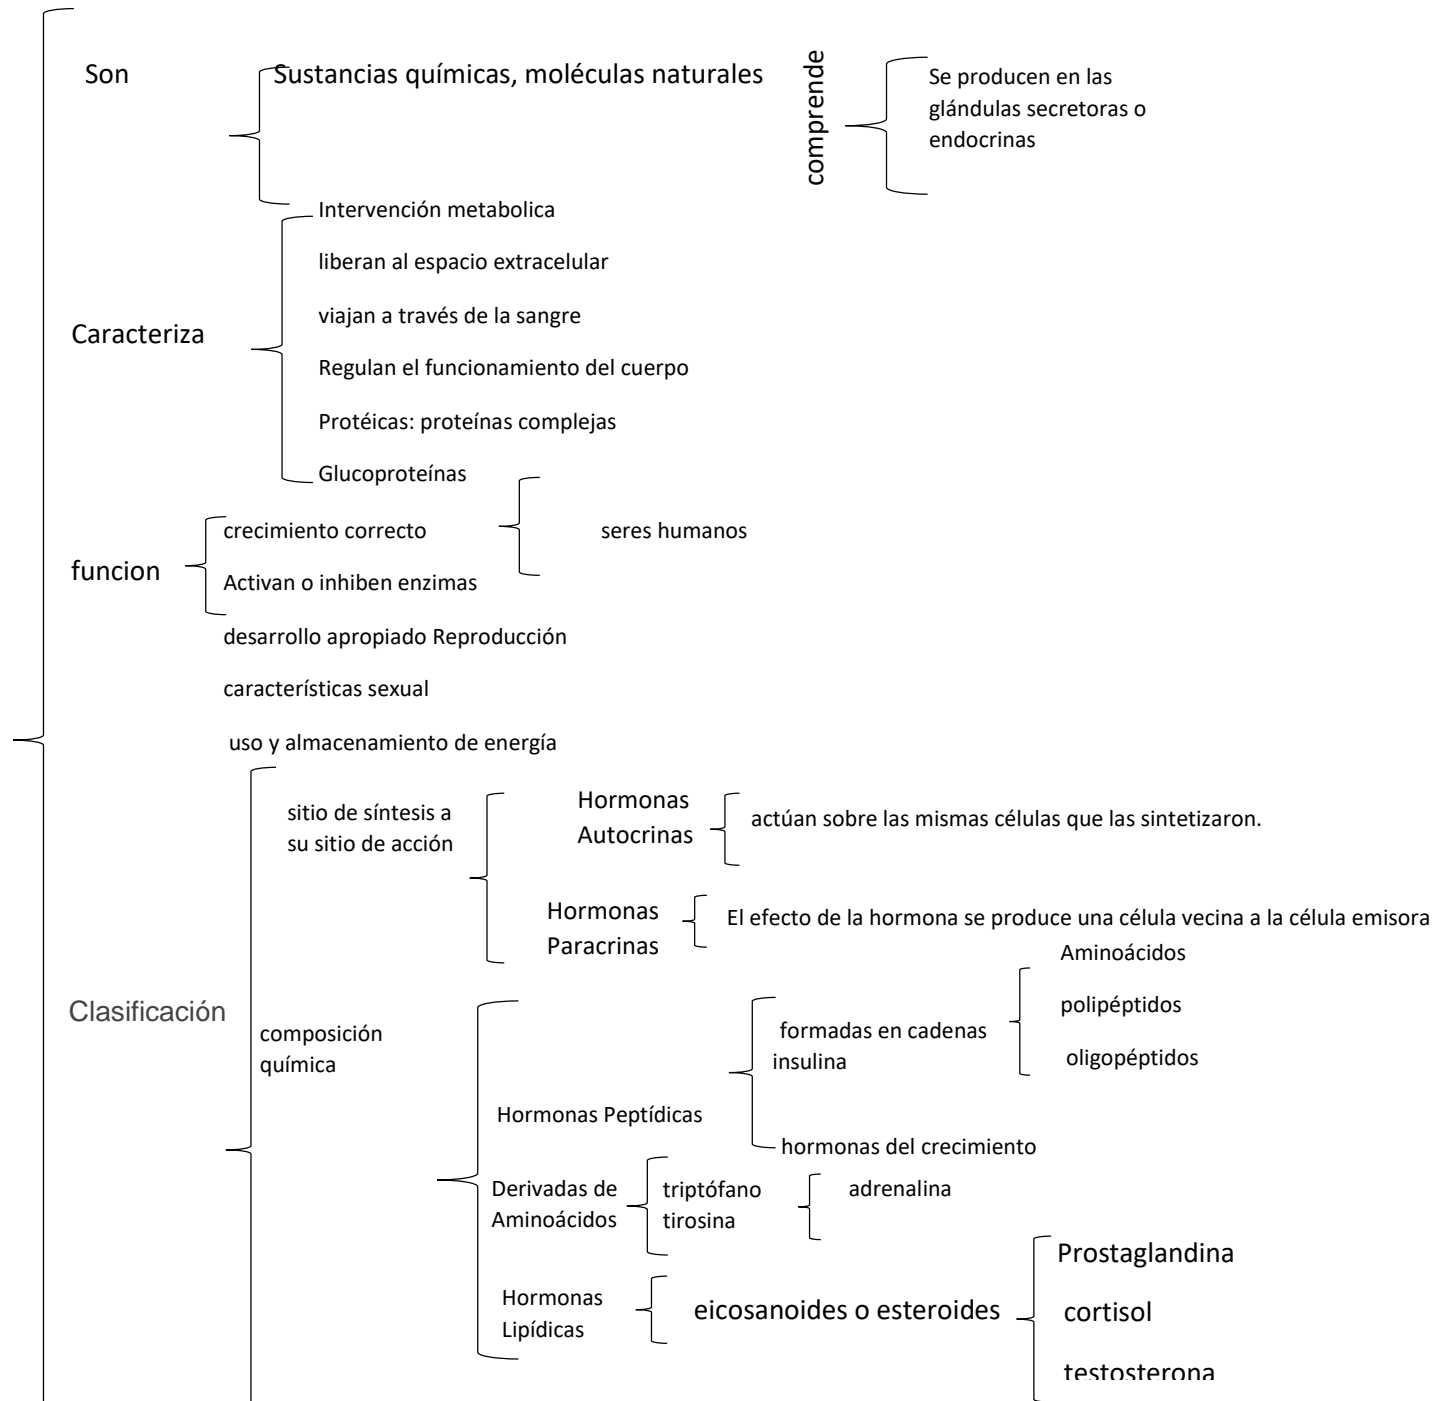 Son
Sustancias químicas, moléculas naturales
comprende
Se producen en las
glándulas secretoras o
endocrinas
Caracteriza
Intervención metabolica
liberan al espacio extracelular
viajan a través de la sangre
Regulan el funcionamiento del cuerpo
Protéicas: proteínas complejas
Glucoproteínas
funcion
crecimiento correcto
seres humanos
Activan o inhiben enzimas
desarrollo apropiado Reproducción
características sexual
uso y almacenamiento de energía
Clasificación
sitio de síntesis a
su sitio de acción
Hormonas
Autocrinas
actúan sobre las mismas células que las sintetizaron.
Hormonas
Paracrinas
El efecto de la hormona se produce una célula vecina a la célula emisora
composición
química
Hormonas Peptídicas
formadas en cadenas
insulina
Aminoácidos
polipéptidos
oligopéptidos
hormonas del crecimiento
Derivadas de
Aminoácidos
triptófano
tirosina
adrenalina
Hormonas
Lipídicas
eicosanoides o esteroides
Prostaglandina
cortisol
testosterona